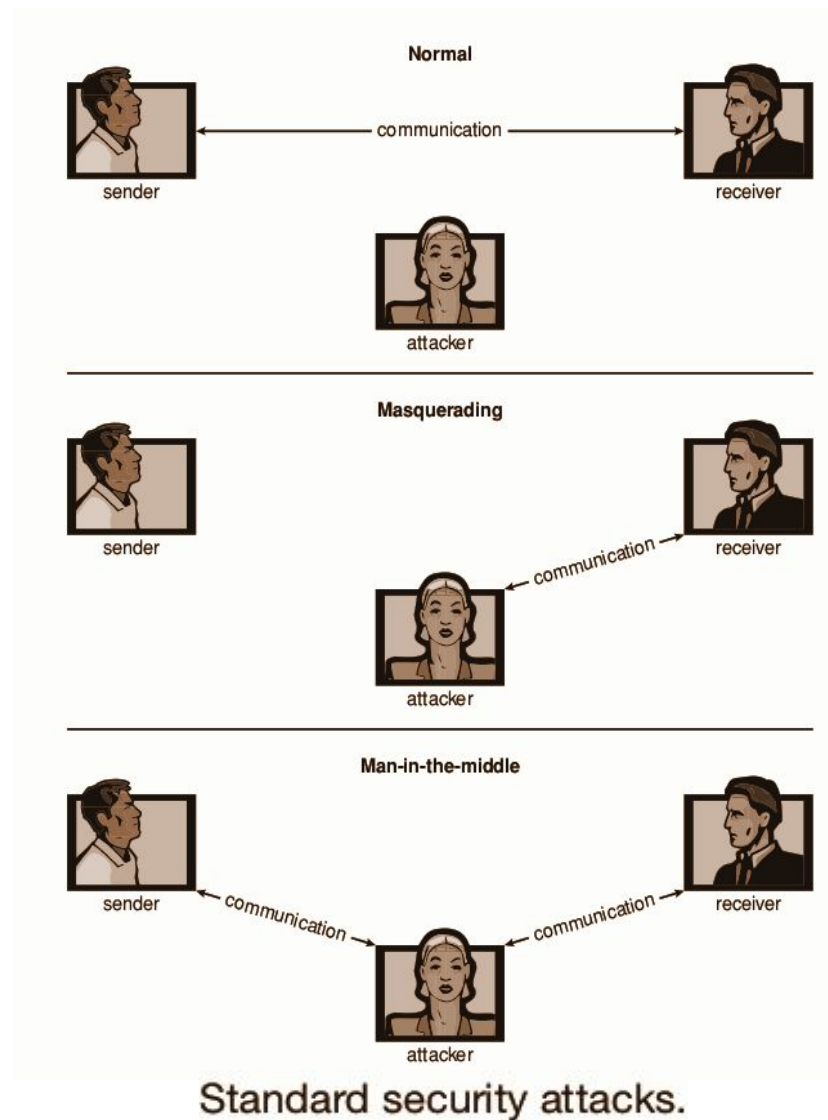 Normal
communication
sender
receiver
attacker
Masquerading
sender
receiver
communication
attacker
Man-in-the-middle
sender
receiver
communication
communication
attacker
Standard security attacks.